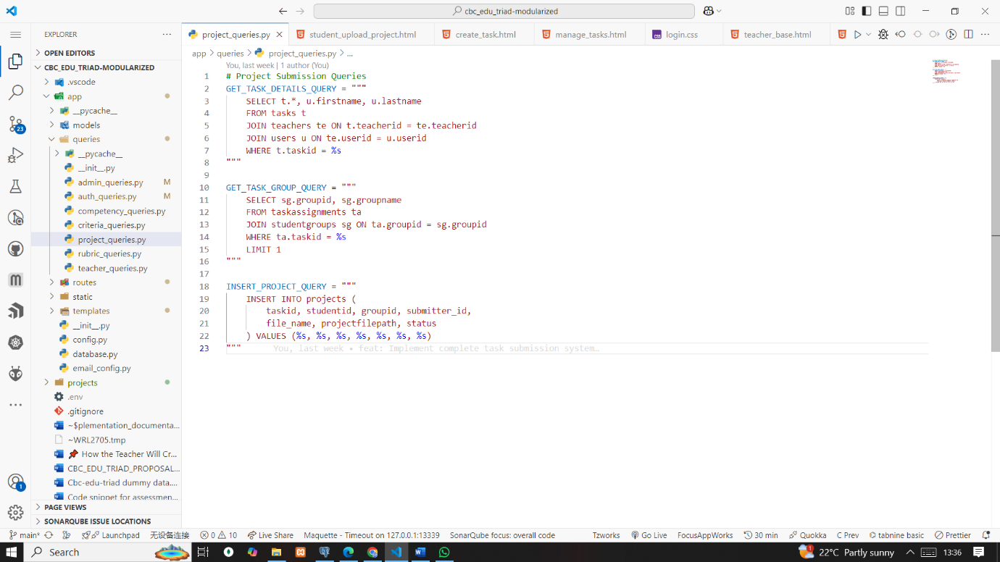 cbc_edu_triad-modularized
EXPLORER
project_queries.py
student_upload_project.html
create_task.html
manage_tasks.html
login.css
teacher_base.html
OPEN EDITORS
CBC_EDU_TRIAD-MODULARIZED
.vscode
app
__pycache__
models
queries
__pycache__
__init__.py
admin_queries.py M
auth_queries.py M
competency_queries.py
criteria_queries.py
project_queries.py
rubric_queries.py
teacher_queries.py
routes
static
templates
__init__.py
config.py
database.py
email_config.py
projects
.env
.gitignore
~$plementation_documenta...
~WRL2705.tmp
How the Teacher Will Cr...
CBC_EDU_TRIAD_PROPOSAL...
Cbc-edu-triad dummy data....
Code snippet for assessmen...
PAGE VIEWS
SONARQUBE ISSUE LOCATIONS
23
1
app > queries > project_queries.py > ...
You, last week | 1 author (You)
1 # Project Submission Queries
2 GET_TASK_DETAILS_QUERY = """
3 SELECT t.*, u.firstname, u.lastname
4 FROM tasks t
5 JOIN teachers te ON t.teacherid = te.teacherid
6 JOIN users u ON te.userid = u.userid
7 WHERE t.taskid = %s
8 """
9
10 GET_TASK_GROUP_QUERY = """
11 SELECT sg.groupid, sg.groupname
12 FROM taskassignments ta
13 JOIN studentgroups sg ON ta.groupid = sg.groupid
14 WHERE ta.taskid = %s
15 LIMIT 1
16 """
17
18 INSERT_PROJECT_QUERY = """
19 INSERT INTO projects (
20 taskid, studentid, groupid, submitter_id,
21 file_name, projectfilepath, status
22 ) VALUES (%s, %s, %s, %s, %s, %s, %s)
23 """ You, last week • feat: Implement complete task submission system…
main* Launchpad 无设备连接 0 10 Live Share Maquette - Timeout on 127.0.0.1:13339 SonarQube focus: overall code Tzworks Go Live FocusAppWorks 30 min Quokka C Prev tabnine basic Prettier
Search 1 22°C Partly sunny 13:36